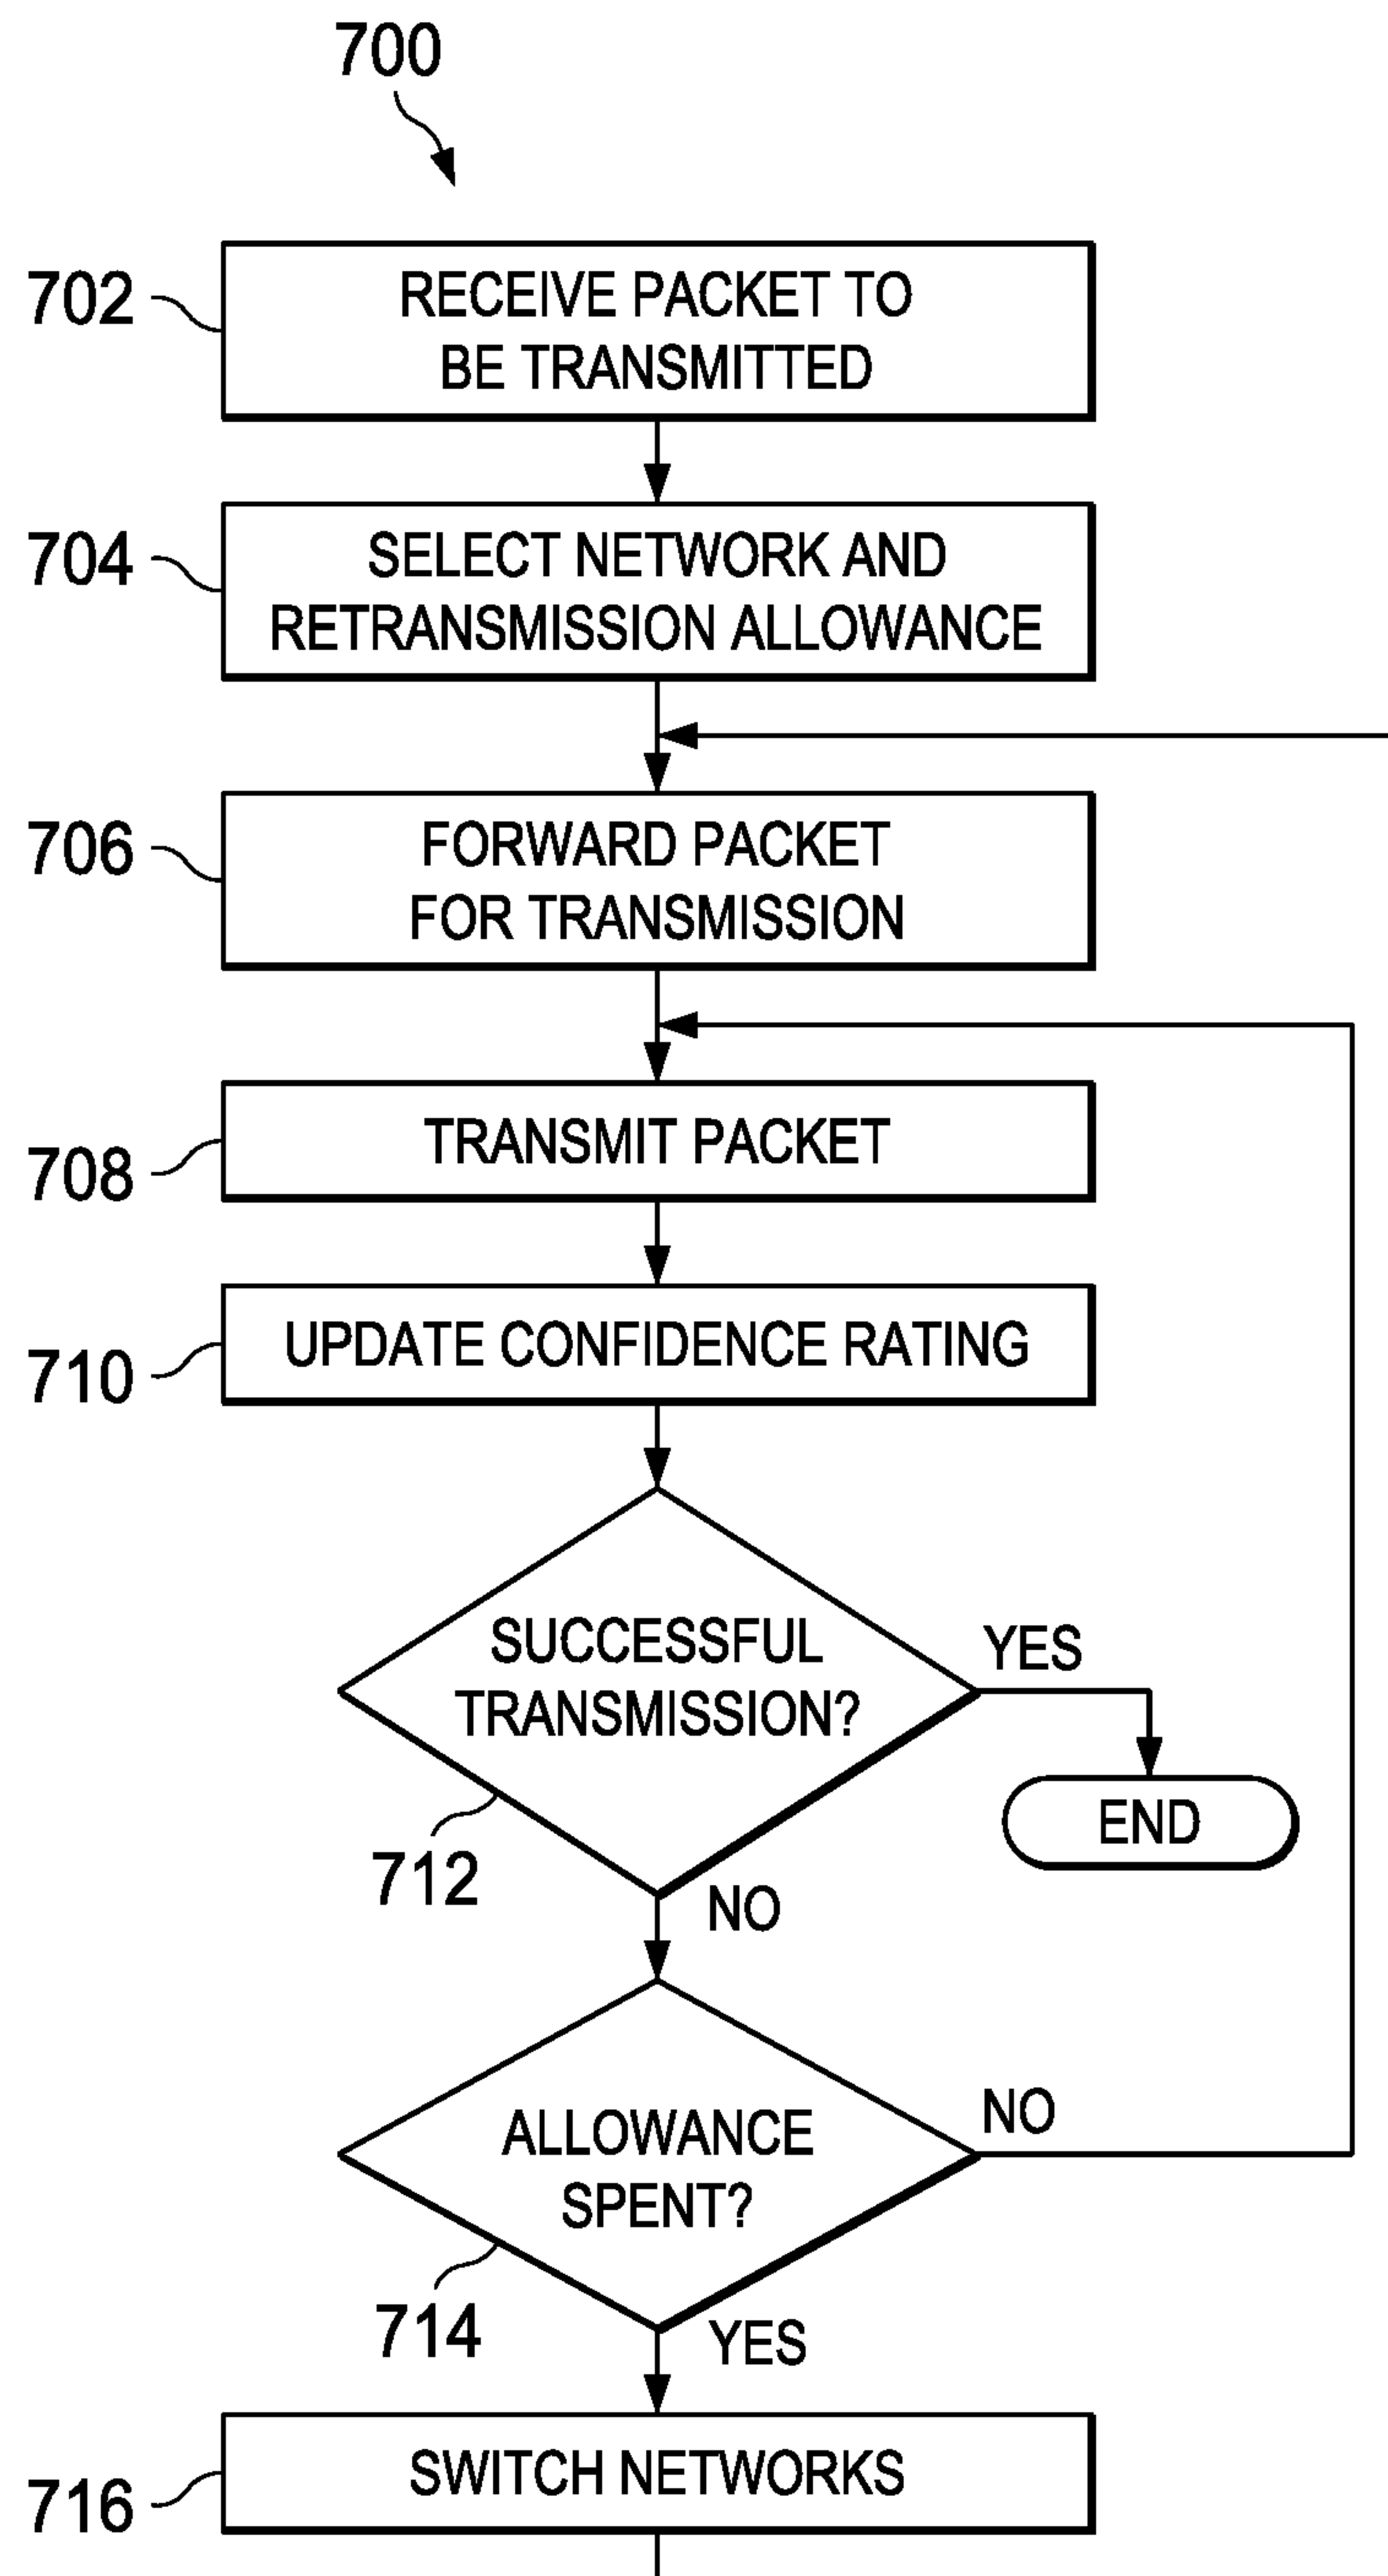 700
702
RECEIVE PACKET TO
BE TRANSMITTED
704
SELECT NETWORK AND
RETRANSMISSION ALLOWANCE
706
FORWARD PACKET
FOR TRANSMISSION
708
TRANSMIT PACKET
710
UPDATE CONFIDENCE RATING
SUCCESSFUL
TRANSMISSION?
YES
END
712
NO
ALLOWANCE
SPENT?
NO
714
YES
716
SWITCH NETWORKS